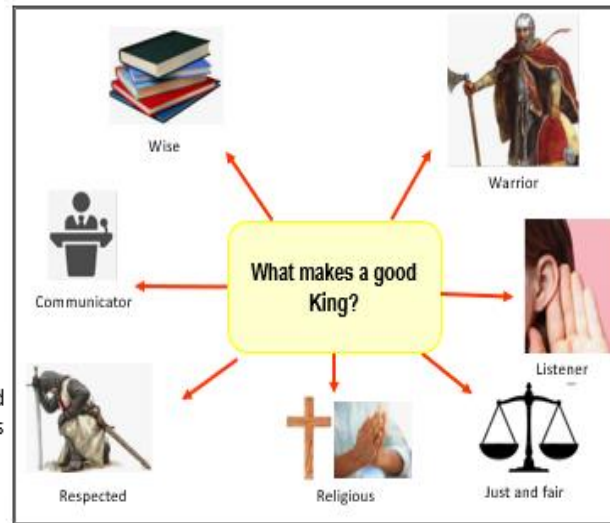 Wise
Warrior
What makes a good
King?
Communicator
Listener
Respected
Religious
Just and fair